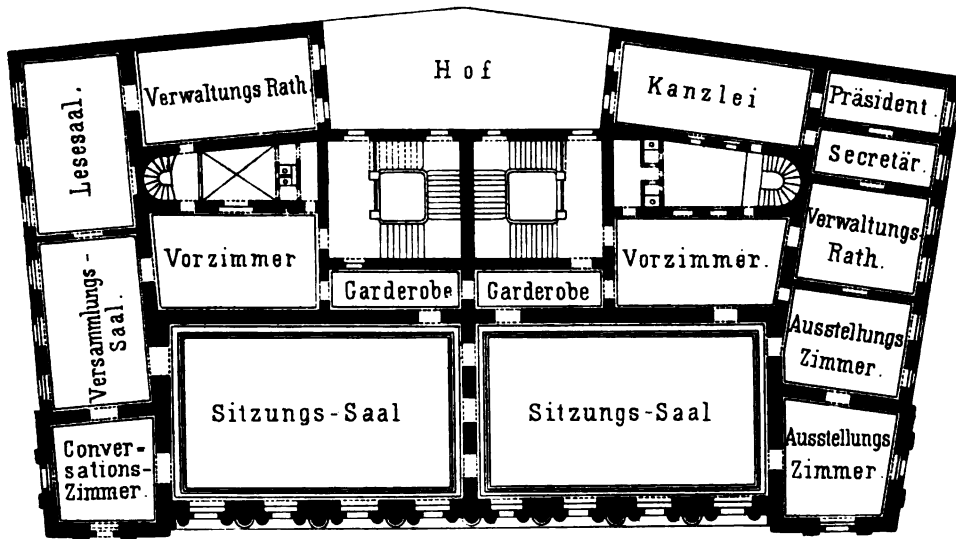 Hof
Verwaltungs Rath
Kanzlei
Präsident.
Lesesaal.
Secretär.
Verwaltungs-
Rath.
Vorzimmer
Vorzimmer.
Garderobe
Garderobe
Versammlungs-
Saal.
Ausstellungs
Zimmer.
Sitzungs-Saal
Sitzungs-Saal
Conver-
sations-
Zimmer.
Ausstellungs
Zimmer.